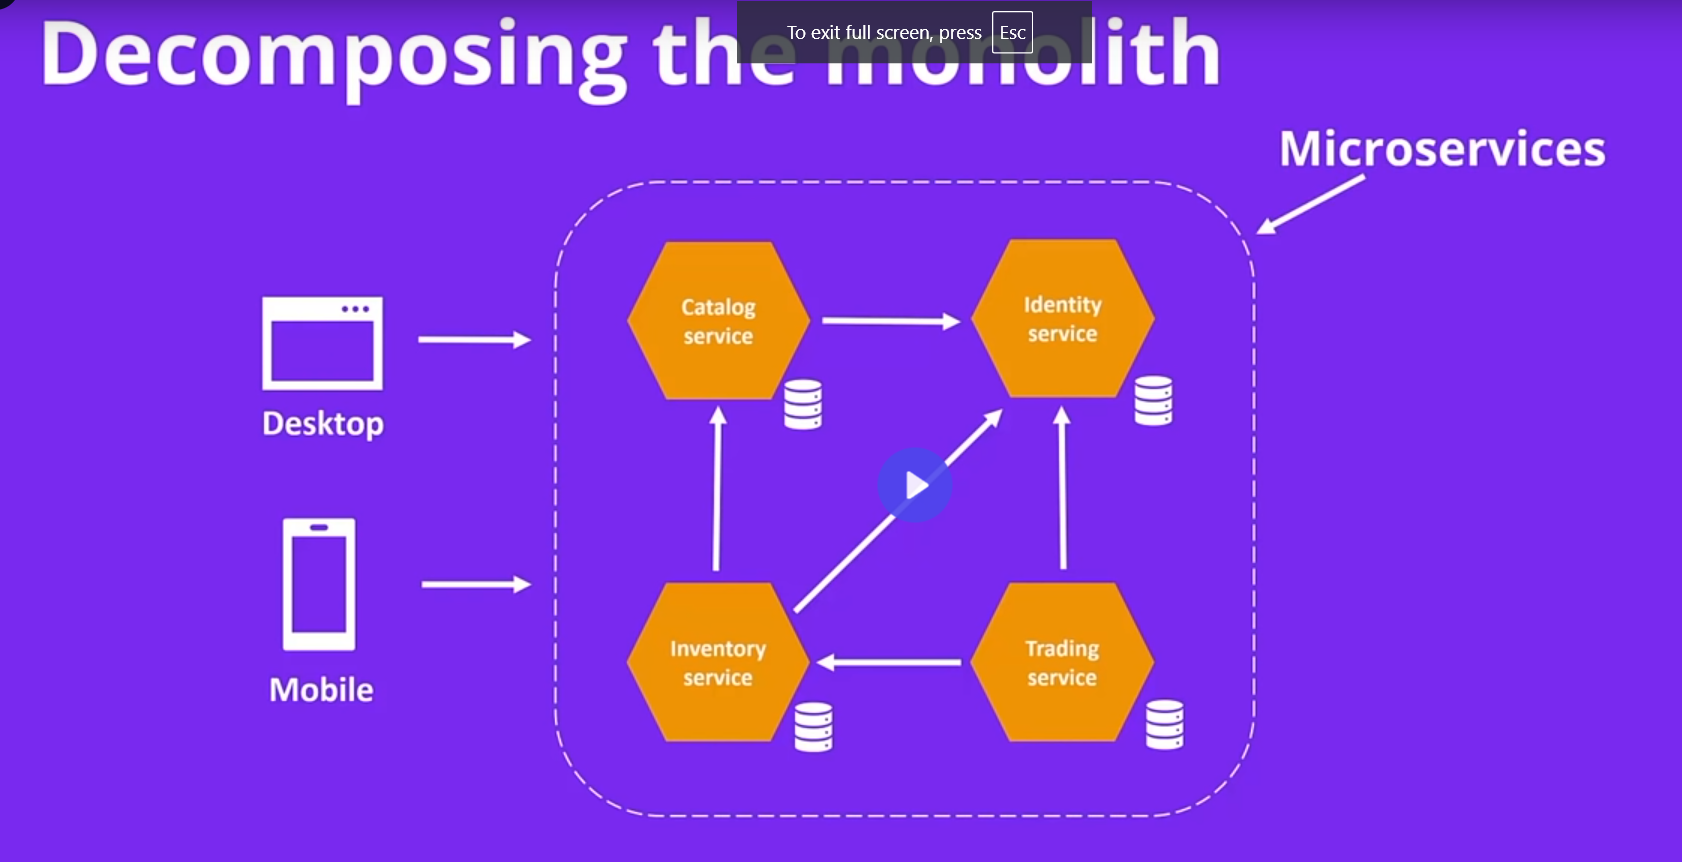 To exit full screen, press Esc
Decomposing the monolith
Microservices
Desktop
Mobile
Catalog
service
Identity
service
Inventory
service
Trading
service